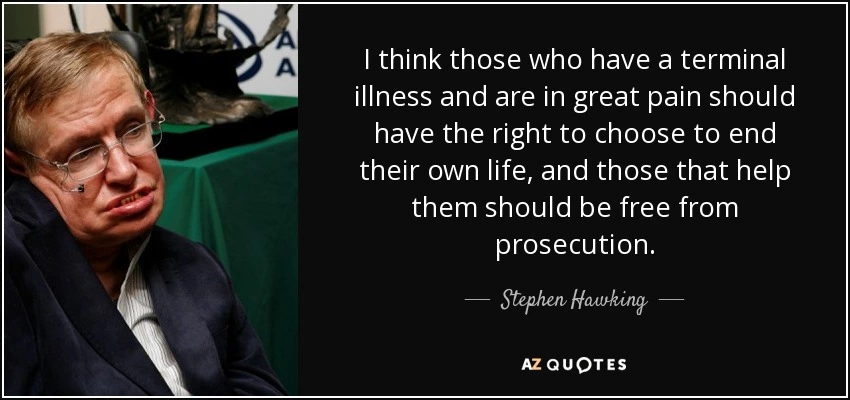 A
A
I think those who have a terminal
illness and are in great pain should
have the right to choose to end
their own life, and those that help
them should be free from
prosecution.
Stephen Hawking
AZ QUOTES